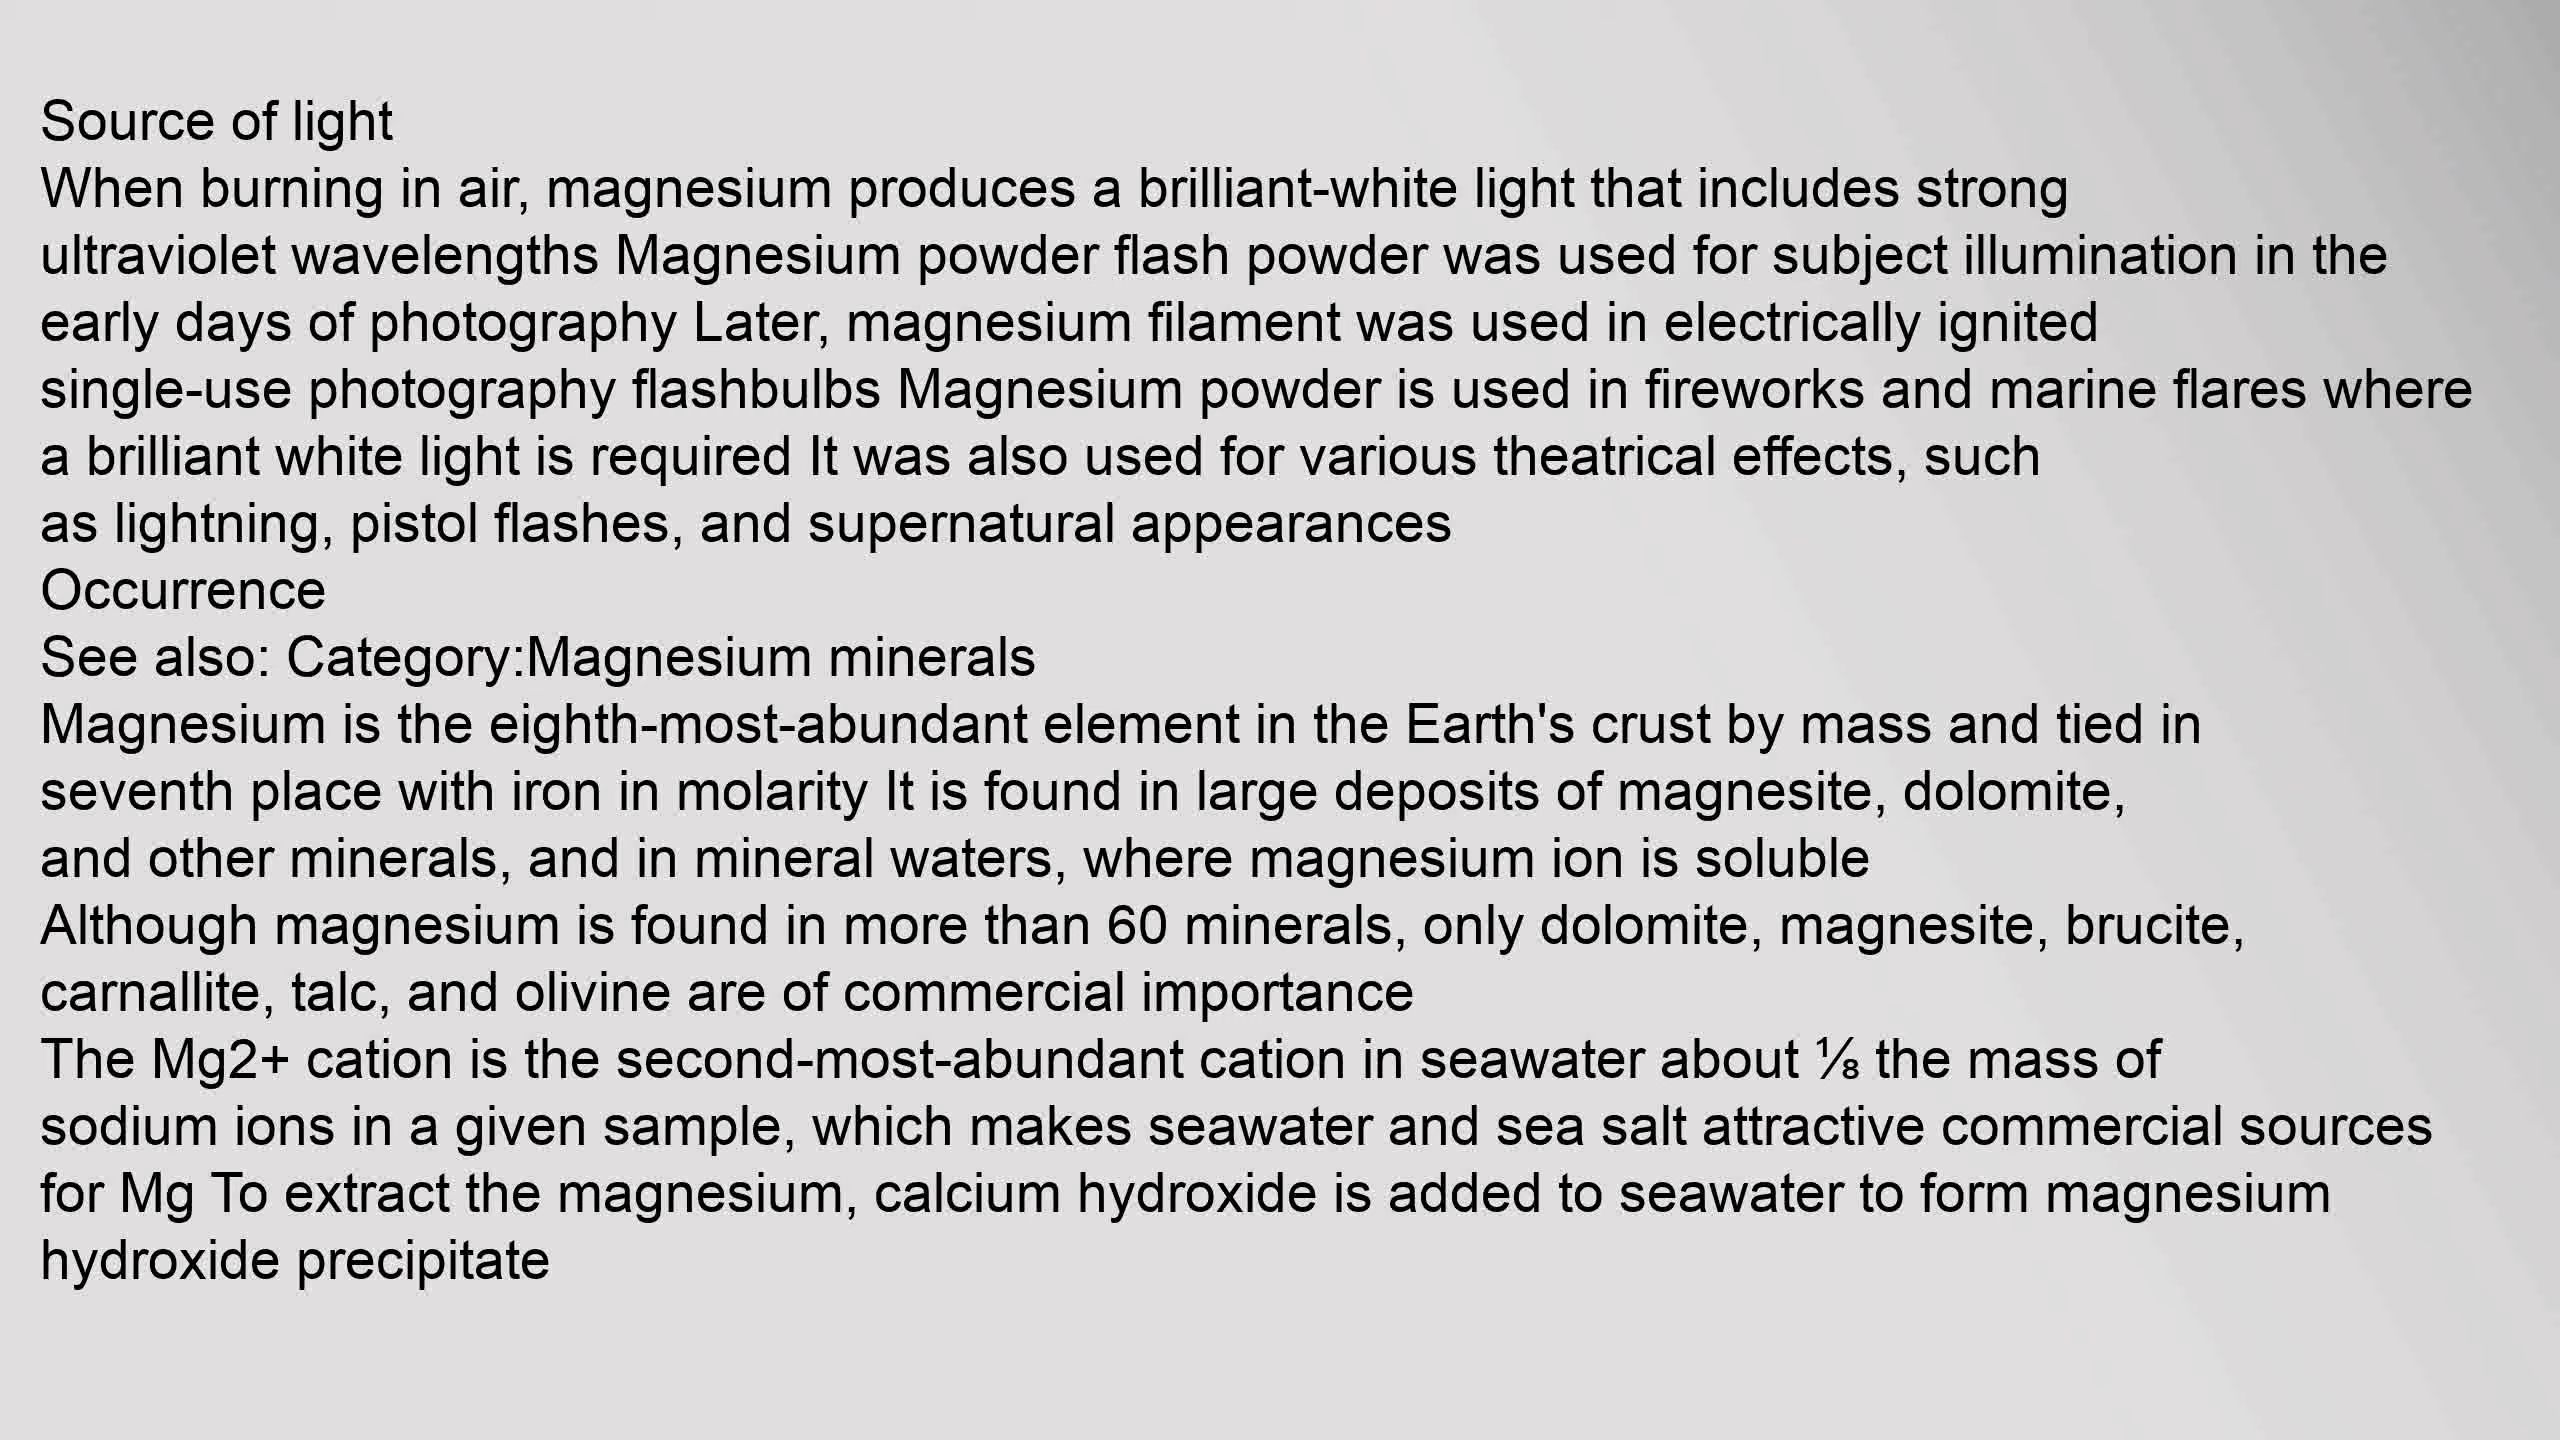 Source of light
When burning in air, magnesium produces a brilliant-white light that includes strong
ultraviolet wavelengths Magnesium powder flash powder was used for subject illumination in the
early days of photography Later, magnesium filament was used in electrically ignited
single-use photography flashbulbs Magnesium powder is used in fireworks and marine flares where
a brilliant white light is required It was also used for various theatrical effects, such
as lightning, pistol flashes, and supernatural appearances
Occurrence
See also: Category:Magnesium minerals
Magnesium is the eighth-most-abundant element in the Earth's crust by mass and tied in
seventh place with iron in molarity It is found in large deposits of magnesite, dolomite,
and other minerals, and in mineral waters, where magnesium ion is soluble
Although magnesium is found in more than 60 minerals, only dolomite, magnesite, brucite,
carnallite, talc, and olivine are of commercial importance
The Mg2+ cation is the second-most-abundant cation in seawater about ⅛ the mass of
sodium ions in a given sample, which makes seawater and sea salt attractive commercial sources
for Mg To extract the magnesium, calcium hydroxide is added to seawater to form magnesium
hydroxide precipitate